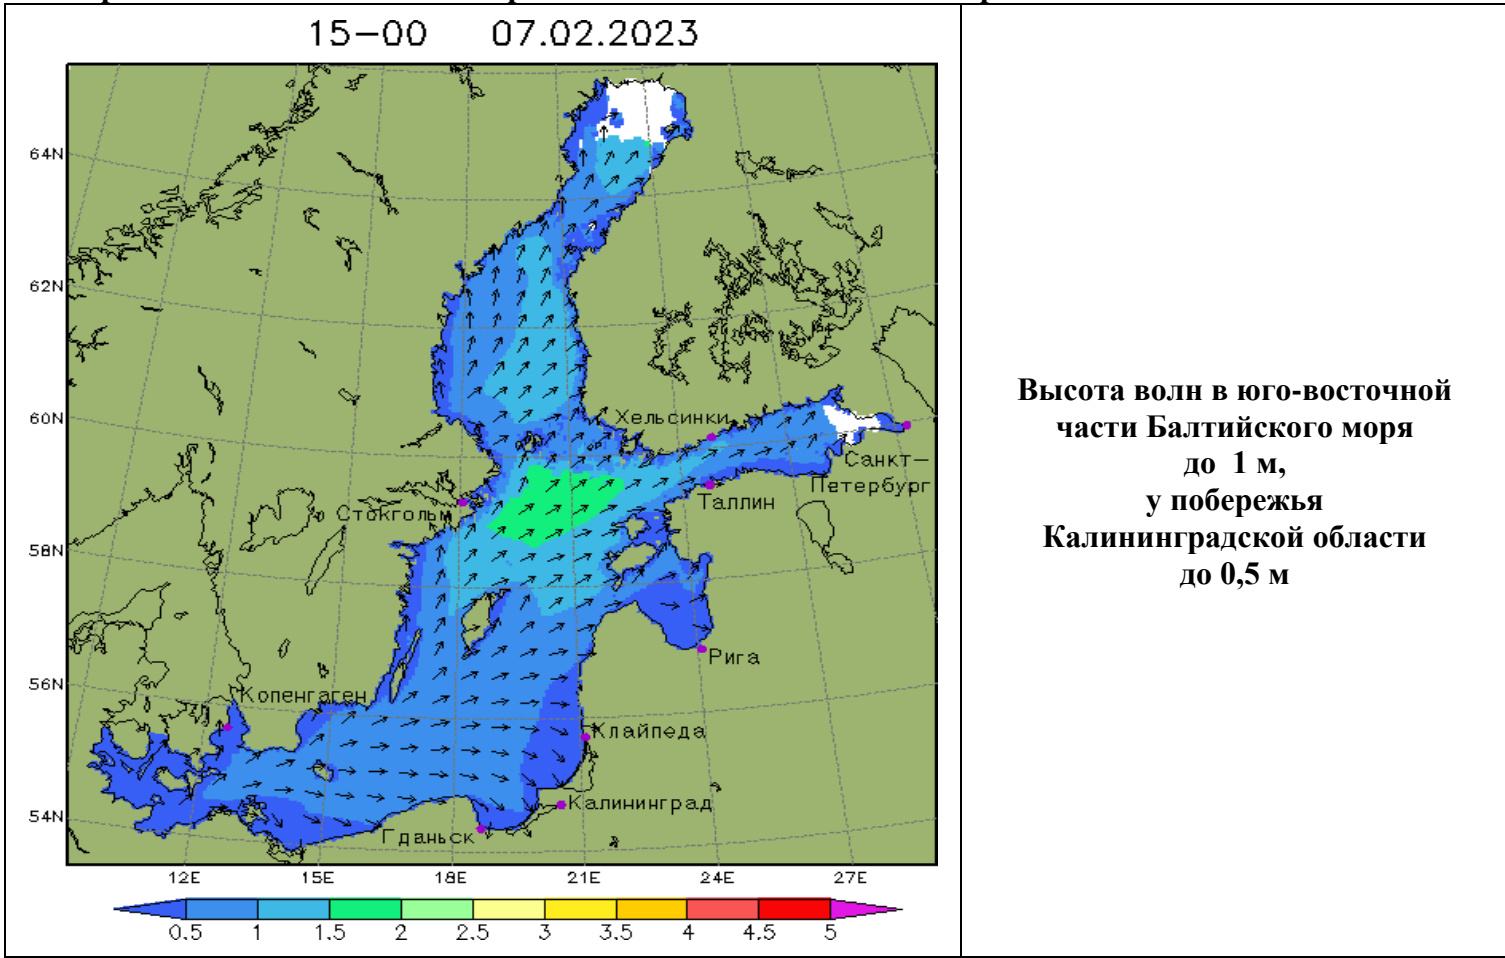 15-00 07.02.2023
64N
62N
60N
58N
56N
54N
Хельсинки
Санкт-
Петербург
Таллин
Стокгольм
Рига
Копенгаген
Клайпеда
Калининград
Гданьск
12E 15E 18E 21E 24E 27E
0.5 1 1.5 2 2.5 3 3.5 4 4.5 5
Высота волн в юго-восточной
части Балтийского моря
до 1 м,
у побережья
Калининградской области
до 0,5 м